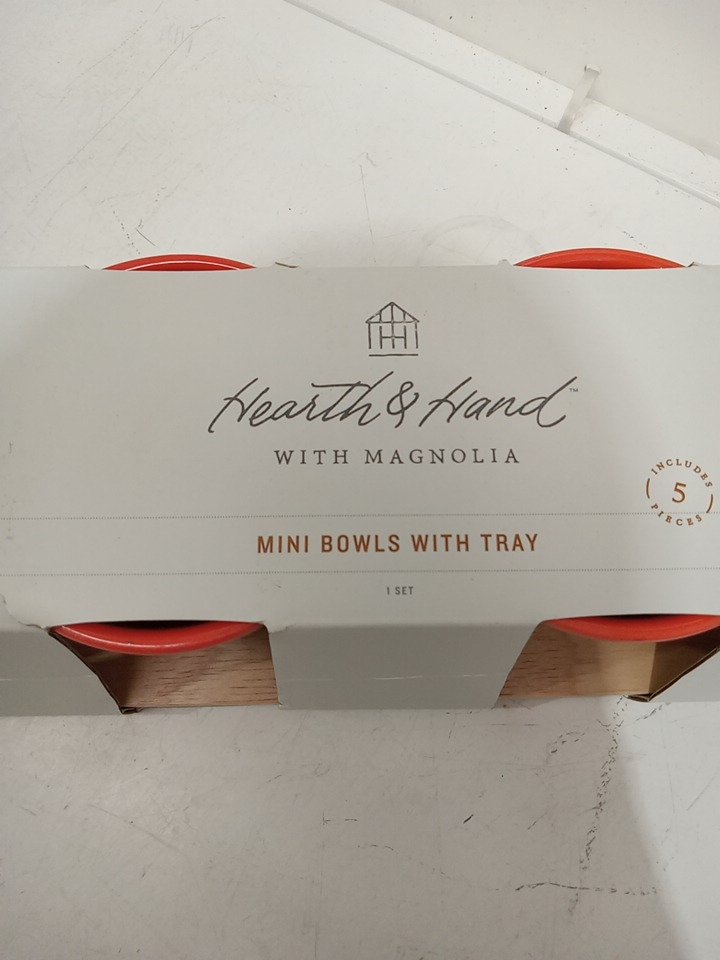 Hearth & Hand™
WITH MAGNOLIA
INCLUDES
5
PIECES
MINI BOWLS WITH TRAY
1 SET